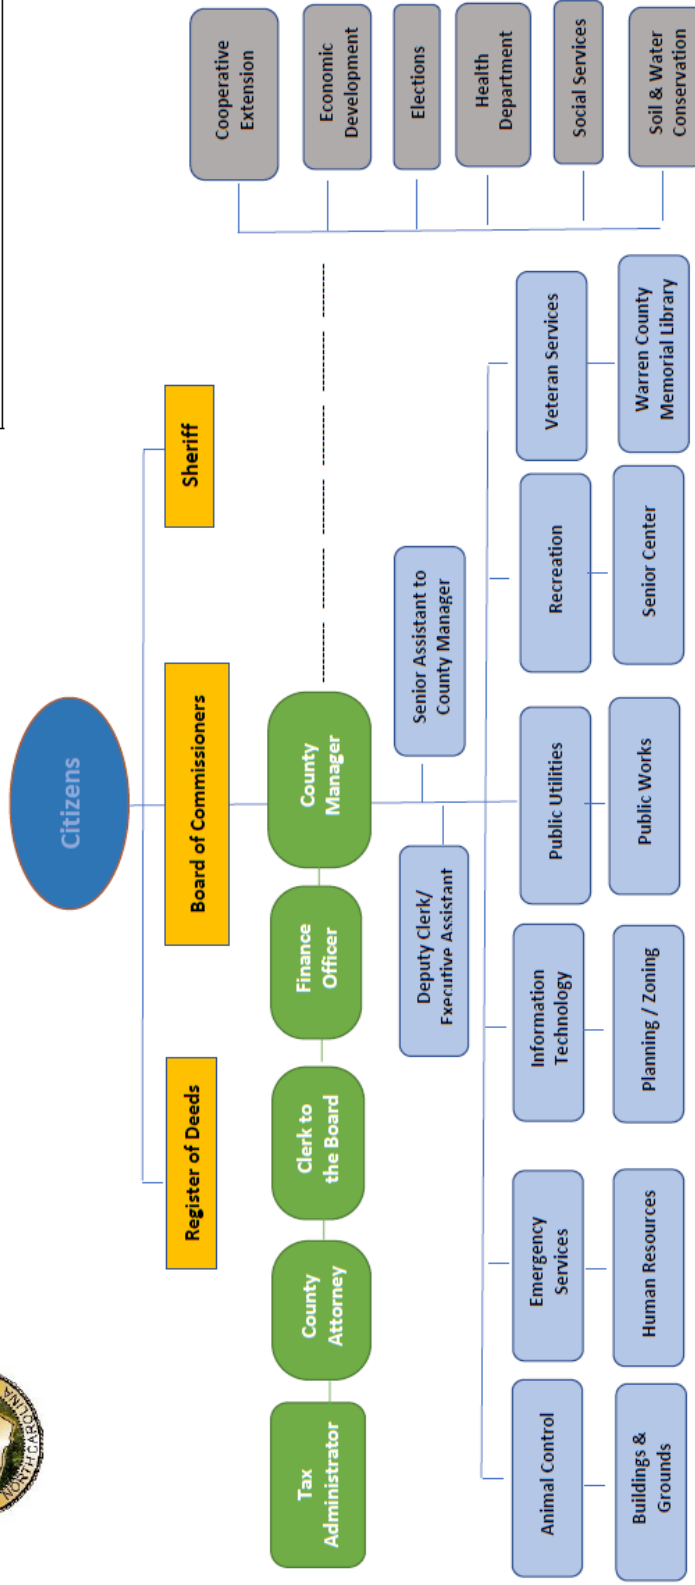 NORTH CAROLINA
Citizens
Register of Deeds
Board of Commissioners
Sheriff
Tax
Administrator
County
Attorney
Clerk to
the Board
Finance
Officer
County
Manager
Deputy Clerk/
Executive Assistant
Senior Assistant to
County Manager
Animal Control
Emergency
Services
Information
Technology
Public Utilities
Recreation
Veteran Services
Buildings &
Grounds
Human Resources
Planning / Zoning
Public Works
Senior Center
Warren County
Memorial Library
Cooperative
Extension
Economic
Development
Elections
Health
Department
Social Services
Soil & Water
Conservation